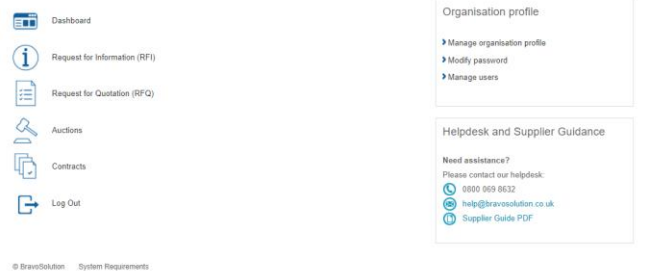 Dashboard
Request for Information (RFI)
Request for Quotation (RFQ)
Auctions
Contracts
Log Out
Organisation profile
Manage organisation profile
Modify password
Manage users
Helpdesk and Supplier Guidance
Need assistance?
Please contact our helpdesk:
0800 069 8632
help@bravosolution.co.uk
Supplier Guide PDF
© BravoSolution System Requirements